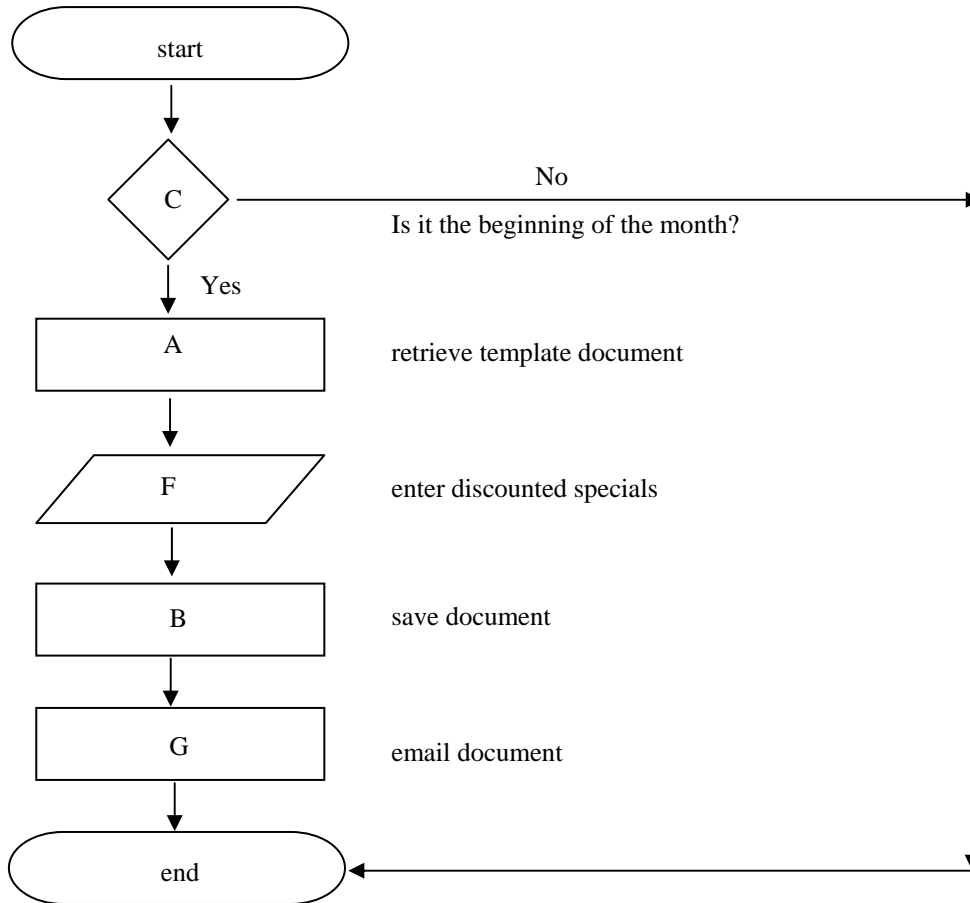 start
No
C
Is it the beginning of the month?
Yes
A
retrieve template document
F
enter discounted specials
B
save document
G
email document
end